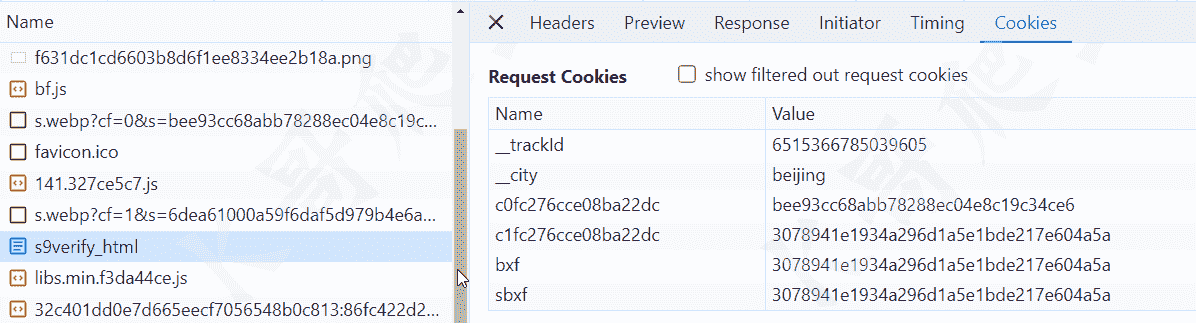 Name
f631dc1cd6603b8d6f1ee8334ee2b18a.png
bf.js
s.webp?cf=0&s=bee93cc68abb78288ec04e8c19c...
favicon.ico
141.327ce5c7.js
s.webp?cf=1&s=6dea61000a59f6daf5d979b4e6a...
s9verify_html
libs.min.f3da44ce.js
32c401dd0e7d665eecf7056548b0c813:86fc422d2...
Headers Preview Response Initiator Timing Cookies
Request Cookies show filtered out request cookies
Name Value
__trackId 6515366785039605
__city beijing
c0fc276cce08ba22dc bee93cc68abb78288ec04e8c19c34ce6
c1fc276cce08ba22dc 3078941e1934a296d1a5e1bde217e604a5a
bxf 3078941e1934a296d1a5e1bde217e604a5a
sbxf 3078941e1934a296d1a5e1bde217e604a5a